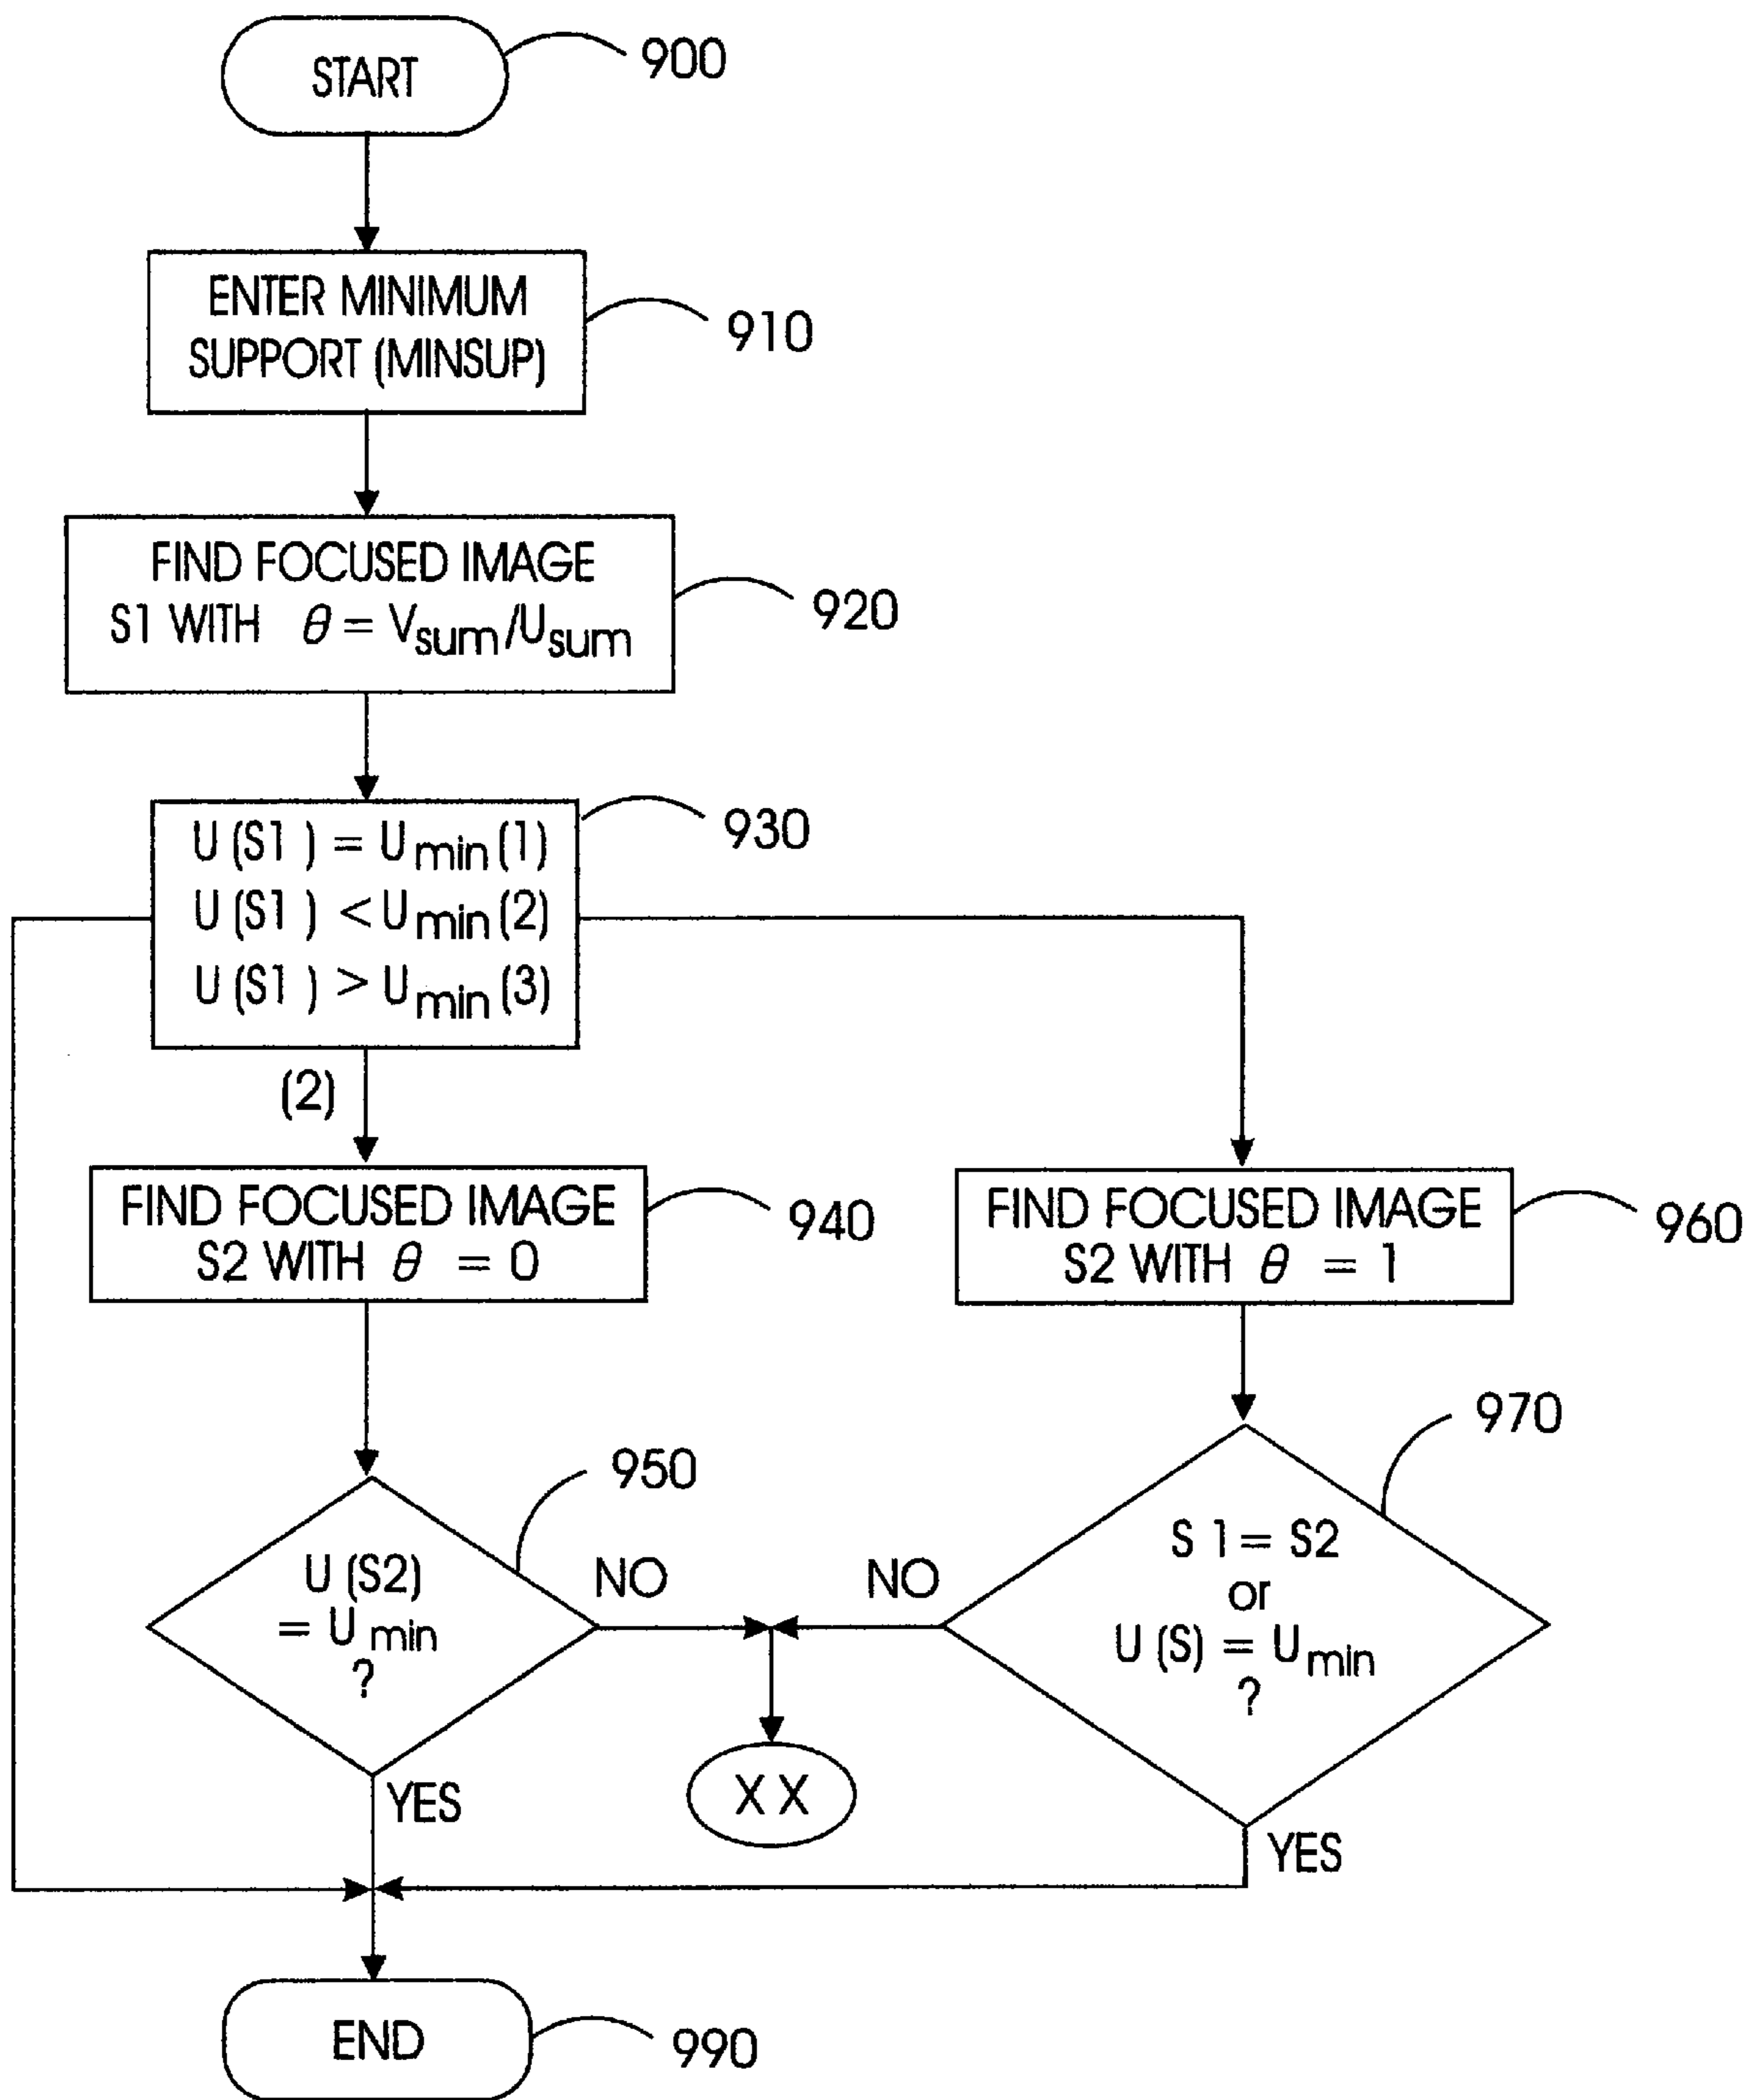 START
900
ENTER MINIMUM
SUPPORT (MINSUP)
910
FIND FOCUSED IMAGE
S1 WITH θ = Vsum/Usum
920
U (S1 ) = Umin (1)
U (S1 ) < Umin (2)
U (S1 ) > Umin (3)
930
(2)
FIND FOCUSED IMAGE
S2 WITH θ = 0
940
FIND FOCUSED IMAGE
S2 WITH θ = 1
960
U (S2)
= Umin
?
950
NO
YES
S 1 = S2
or
U (S) = Umin
?
970
NO
YES
X X
END
990